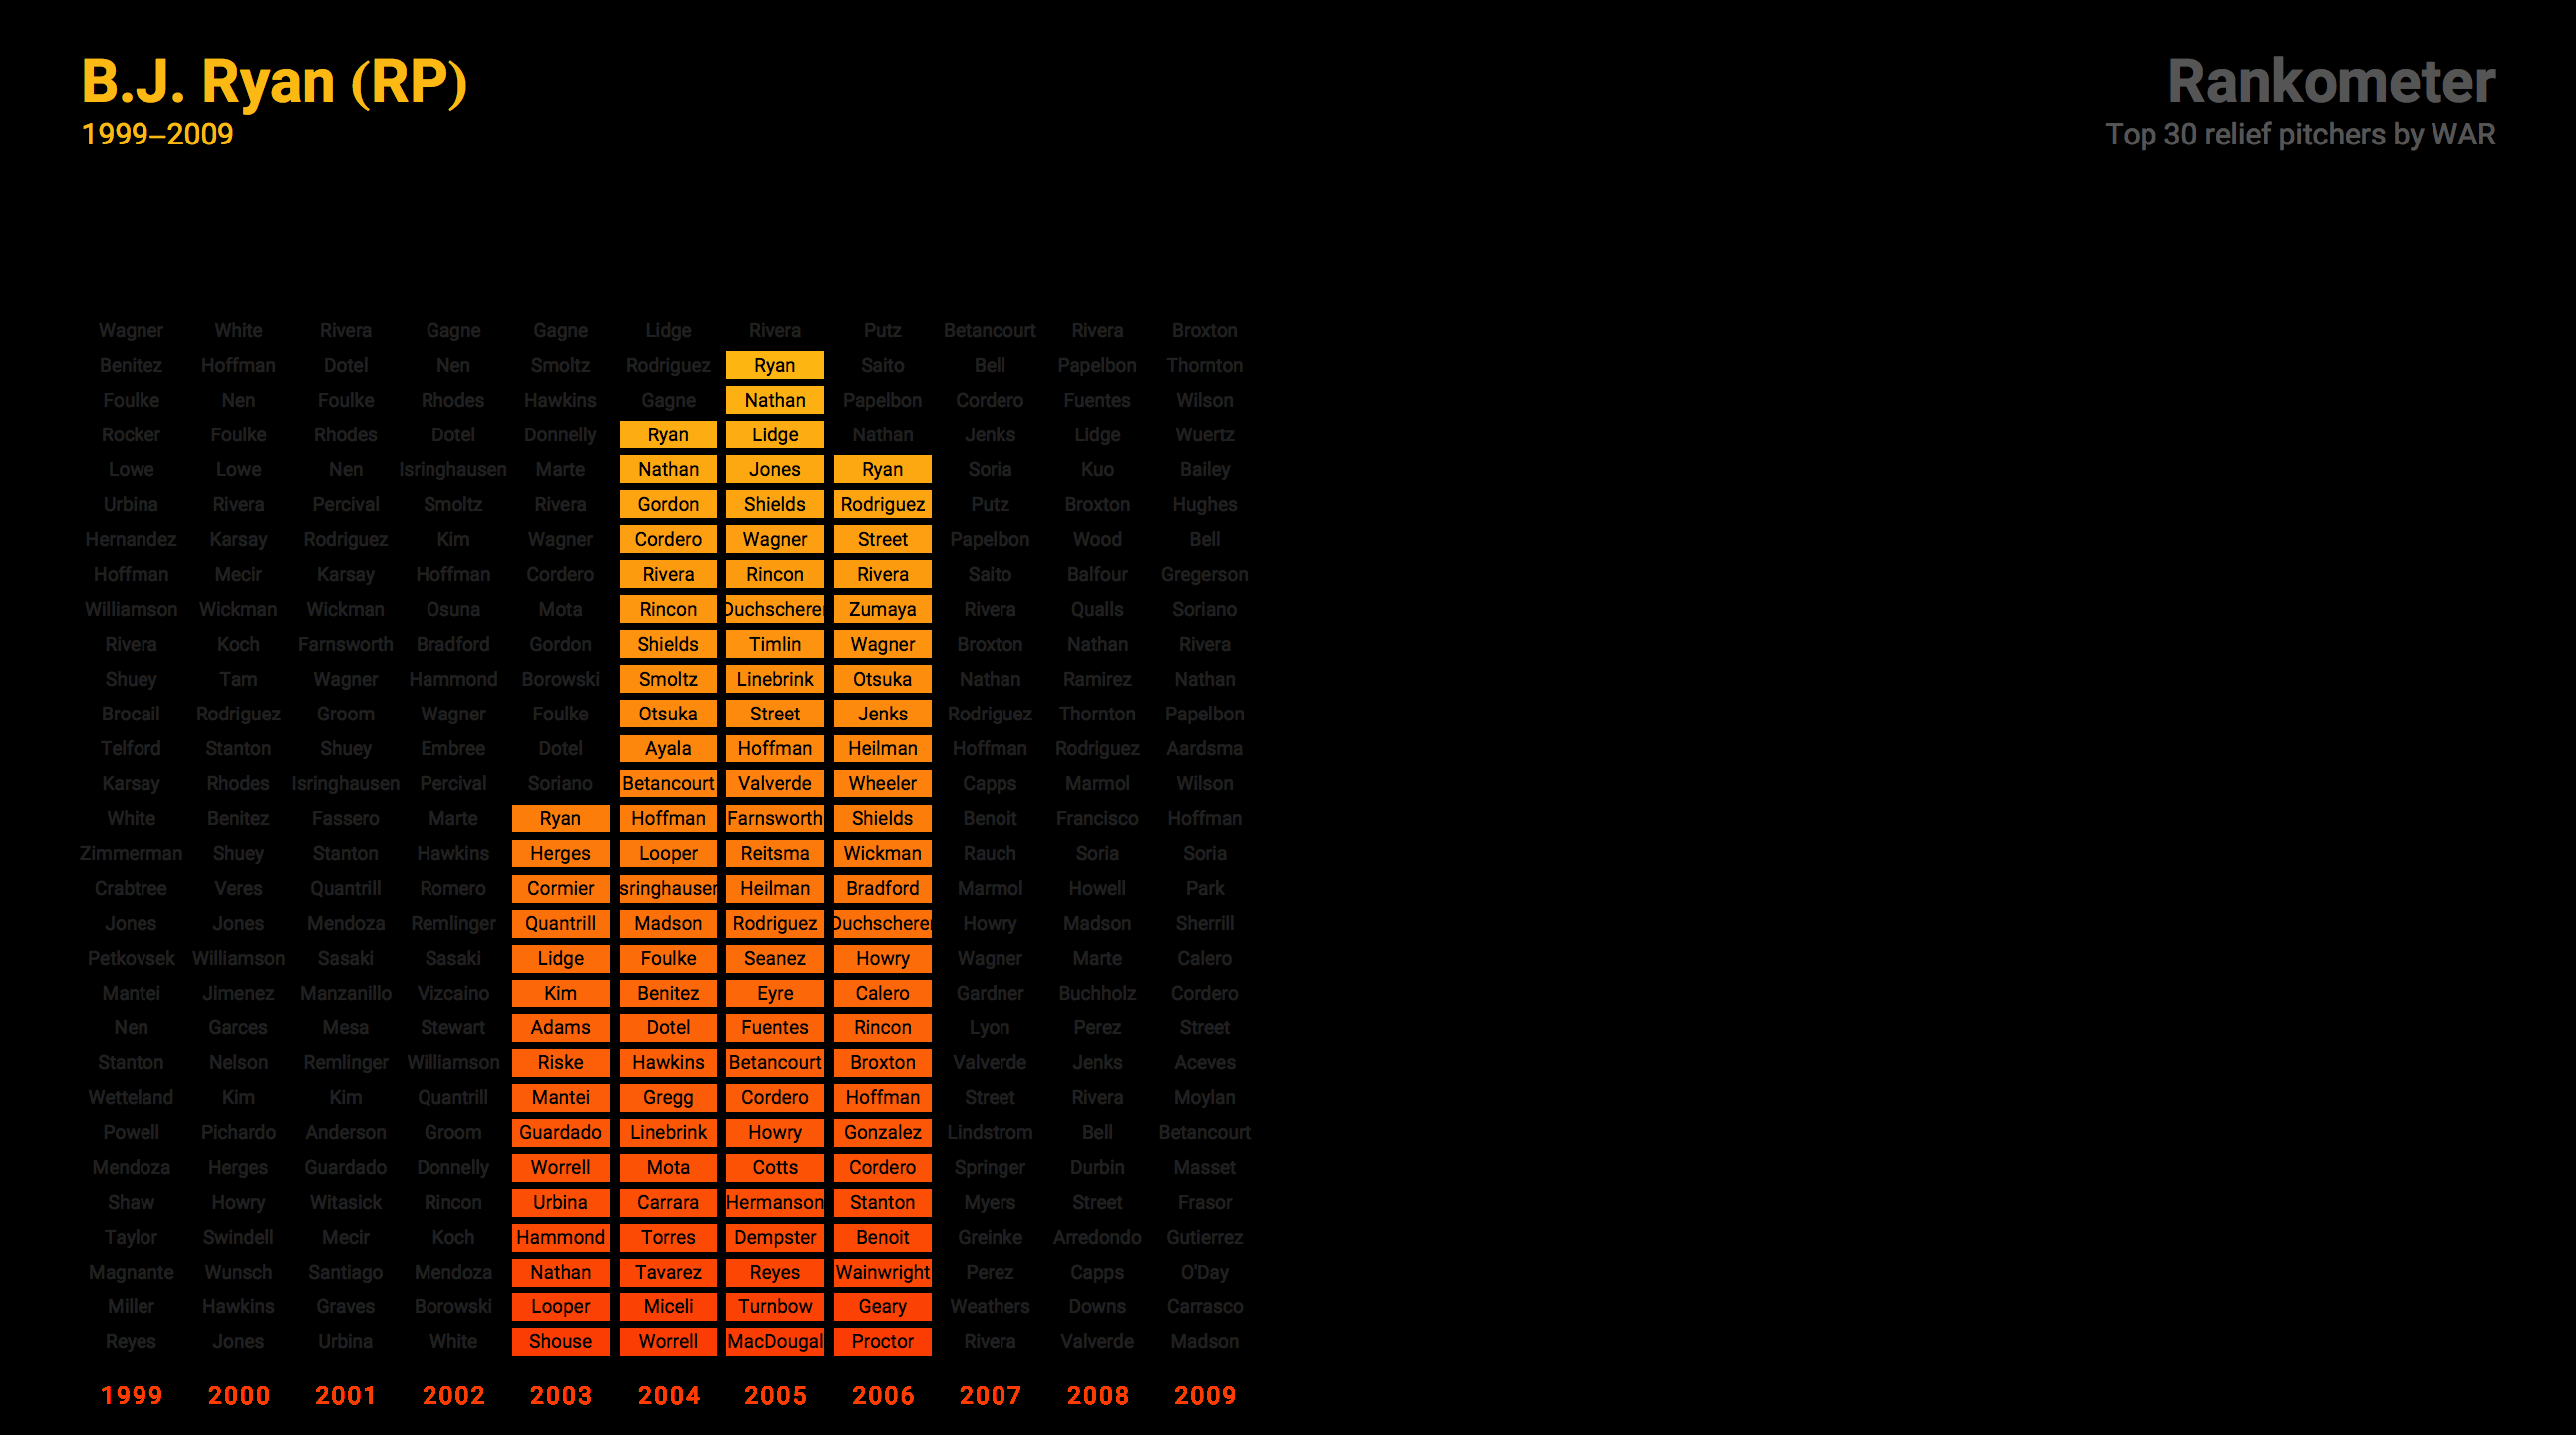 B.J. Ryan (RP)
1999–2009
Rankometer
Top 30 relief pitchers by WAR
Wagner White Rivera Gagne Gagne Lidge Rivera Putz Betancourt Rivera Broxton
Benitez Hoffman Dotel Nen Smoltz Rodriguez Ryan Saito Bell Papelbon Thornton
Foulke Nen Foulke Rhodes Hawkins Gagne Nathan Papelbon Cordero Fuentes Wilson
Rocker Foulke Rhodes Dotel Donnelly Ryan Lidge Nathan Jenks Lidge Wuertz
Lowe Lowe Nen Isringhausen Marte Nathan Jones Ryan Soria Kuo Bailey
Urbina Rivera Percival Smoltz Rivera Gordon Shields Rodriguez Putz Broxton Hughes
Hernandez Karsay Rodriguez Kim Wagner Cordero Wagner Street Papelbon Wood Bell
Hoffman Mecir Karsay Hoffman Cordero Rivera Rincon Rivera Saito Balfour Gregerson
Williamson Wickman Wickman Osuna Mota Rincon Duchscherer Zumaya Rivera Qualls Soriano
Rivera Koch Farnsworth Bradford Gordon Shields Timlin Wagner Broxton Nathan Rivera
Shuey Tam Wagner Hammond Borowski Smoltz Linebrink Otsuka Nathan Ramirez Nathan
Brocail Rodriguez Groom Wagner Foulke Otsuka Street Jenks Rodriguez Thornton Papelbon
Telford Stanton Shuey Embree Dotel Ayala Hoffman Heilman Hoffman Rodriguez Aardsma
Karsay Rhodes Isringhausen Percival Soriano Betancourt Valverde Wheeler Capps Marmol Wilson
White Benitez Fassero Marte Ryan Hoffman Farnsworth Shields Benoit Francisco Hoffman
Zimmerman Shuey Stanton Hawkins Herges Looper Reitsma Wickman Rauch Soria Soria
Crabtree Veres Quantrill Romero Cormier sringhausen Heilman Bradford Marmol Howell Park
Jones Jones Mendoza Remlinger Quantrill Madson Rodriguez Duchscherer Howry Madson Sherrill
Petkovsek Williamson Sasaki Sasaki Lidge Foulke Seanez Howry Wagner Marte Calero
Mantei Jimenez Manzanillo Vizcaino Kim Benitez Eyre Calero Gardner Buchholz Cordero
Nen Garces Mesa Stewart Adams Dotel Fuentes Rincon Lyon Perez Street
Stanton Nelson Remlinger Williamson Riske Hawkins Betancourt Broxton Valverde Jenks Aceves
Wetteland Kim Kim Quantrill Mantei Gregg Cordero Hoffman Street Rivera Moylan
Powell Pichardo Anderson Groom Guardado Linebrink Howry Gonzalez Lindstrom Bell Betancourt
Mendoza Herges Guardado Donnelly Worrell Mota Cotts Cordero Springer Durbin Masset
Shaw Howry Witasick Rincon Urbina Carrara Hermanson Stanton Myers Street Frasor
Taylor Swindell Mecir Koch Hammond Torres Dempster Benoit Greinke Arredondo Gutierrez
Magnante Wunsch Santiago Mendoza Nathan Tavarez Reyes Wainwright Perez Capps O'Day
Miller Hawkins Graves Borowski Looper Miceli Turnbow Geary Weathers Downs Carrasco
Reyes Jones Urbina White Shouse Worrell MacDougal Proctor Rivera Valverde Madson
1999 2000 2001 2002 2003 2004 2005 2006 2007 2008 2009